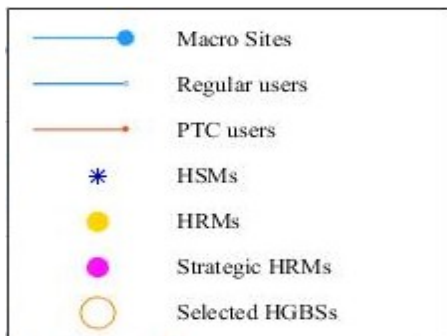 Macro Sites
Regular users
PTC users
HSMs
HRMs
Strategic HRMs
Selected HGBSs